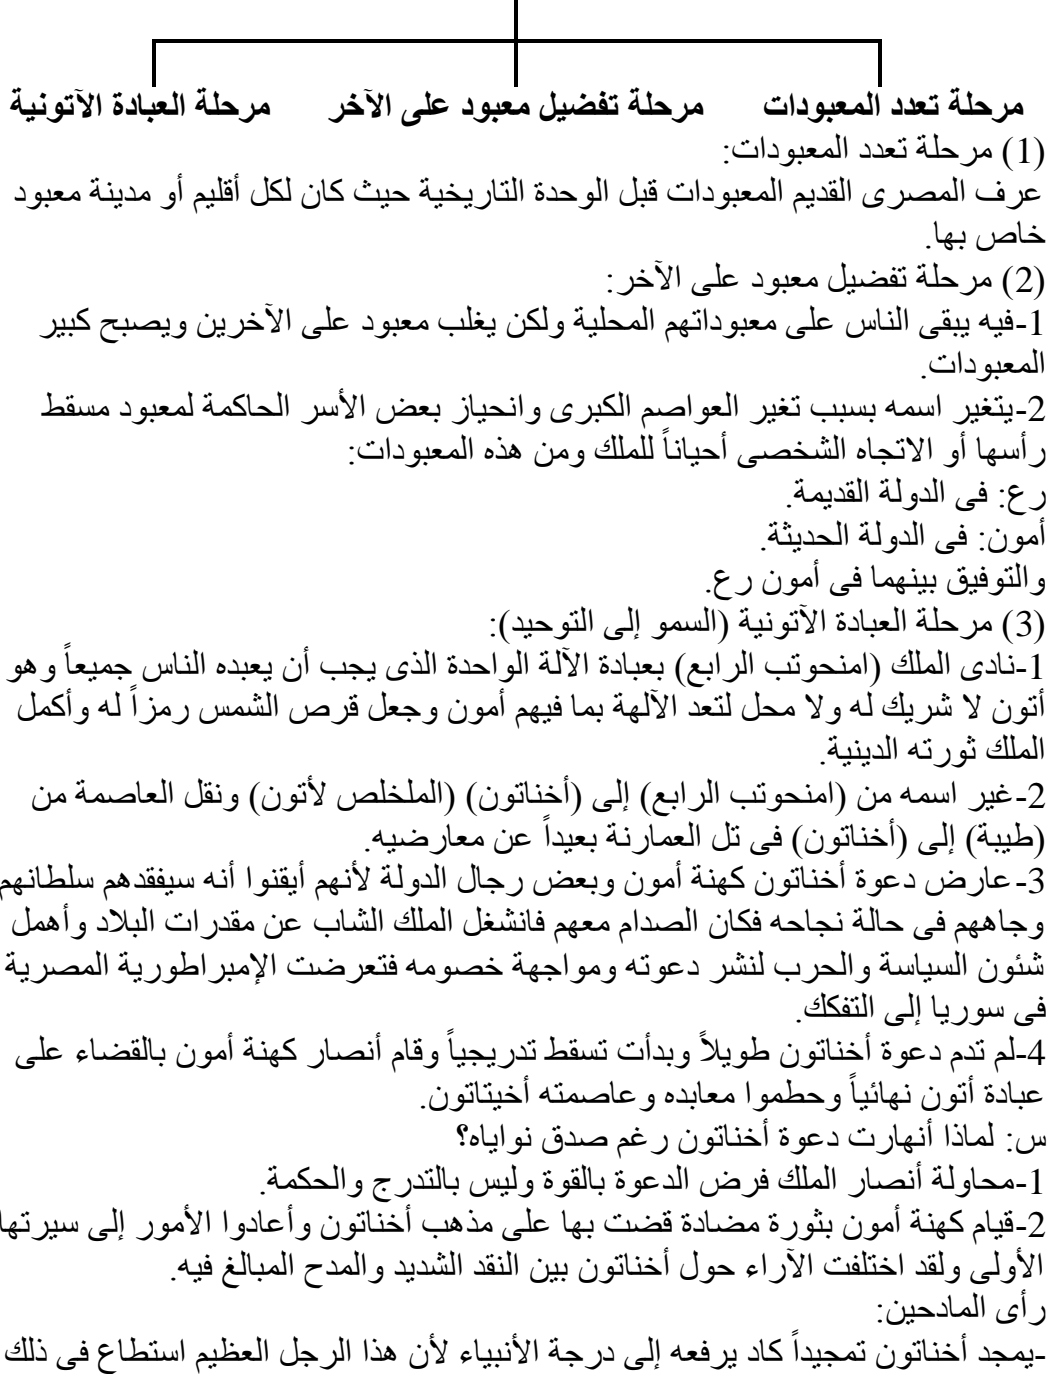 مرحلة تعدد المعبودات مرحلة تفضيل معبود على الآخر مرحلة العبادة الآتونية
(1) مرحلة تعدد المعبودات:
عرف المصرى القديم المعبودات قبل الوحدة التاريخية حيث كان لكل أقليم أو مدينة معبود
خاص بها.
(2) مرحلة تفضيل معبود على الآخر:
1-فيه يبقى الناس على معبوداتهم المحلية ولكن يغلب معبود على الآخرين ويصبح كبير
المعبودات.
2-يتغير اسمه بسبب تغير العواصم الكبرى وانحياز بعض الأسر الحاكمة لمعبود مسقط
رأسها أو الاتجاه الشخصى أحياناً للملك ومن هذه المعبودات:
رع: فى الدولة القديمة.
أمون: فى الدولة الحديثة.
والتوفيق بينهما فى أمون رع.
(3) مرحلة العبادة الآتونية (السمو إلى التوحيد):
1-نادى الملك (امنحوتب الرابع) بعبادة الآلة الواحدة الذى يجب أن يعبده الناس جميعاً وهو
أتون لا شريك له ولا محل لتعد الآلهة بما فيهم أمون وجعل قرص الشمس رمزاً له وأكمل
الملك ثورته الدينية.
2-غير اسمه من (امنحوتب الرابع) إلى (أخناتون) (الملخلص لأتون) ونقل العاصمة من
(طيبة) إلى (أخناتون) فى تل العمارنة بعيداً عن معارضيه.
3-عارض دعوة أخناتون كهنة أمون وبعض رجال الدولة لأنهم أيقنوا أنه سيفقدهم سلطانهم
وجاههم فى حالة نجاحه فكان الصدام معهم فانشغل الملك الشاب عن مقدرات البلاد وأهمل
شئون السياسة والحرب لنشر دعوته ومواجهة خصومه فتعرضت الإمبراطورية المصرية
فى سوريا إلى التفكك.
4-لم تدم دعوة أخناتون طويلاً وبدأت تسقط تدريجياً وقام أنصار كهنة أمون بالقضاء على
عبادة أتون نهائياً وحطموا معابده وعاصمته أخيتاتون.
س: لماذا أنهارت دعوة أخناتون رغم صدق نواياه؟
1-محاولة أنصار الملك فرض الدعوة بالقوة وليس بالتدرج والحكمة.
2-قيام كهنة أمون بثورة مضادة قضت بها على مذهب أخناتون وأعادوا الأمور إلى سيرتها
الأولى ولقد اختلفت الآراء حول أخناتون بين النقد الشديد والمدح المبالغ فيه.
رأى المادحين:
-يمجد أخناتون تمجيداً كاد يرفعه إلى درجة الأنبياء لأن هذا الرجل العظيم استطاع فى ذلك